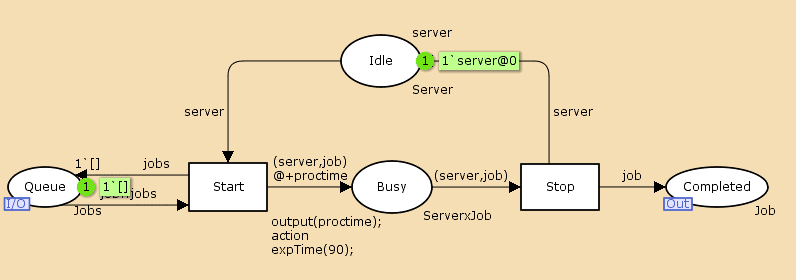 server
Idle
1
1`server@0
Server
server
server
1`[]
jobs
(server,job)
@+proctime
(server,job)
job
Queue
1
1`[]
Start
Busy
Stop
Completed
I/O
Jobs
ServerxJob
Out
Job
output(proctime);
action
expTime(90);